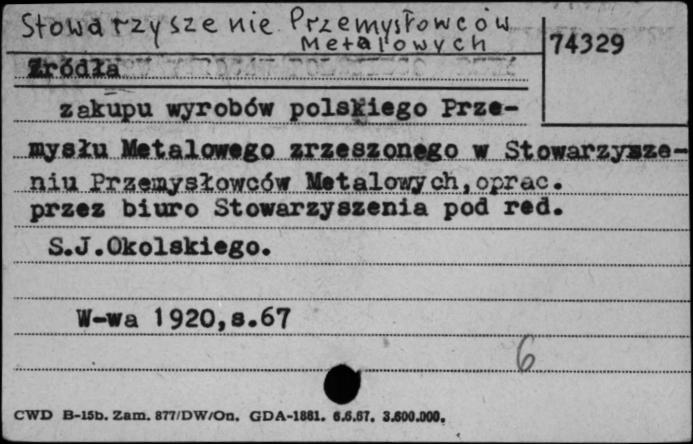 Stowarzyszenie Przemysłowców
Metalowych
74329
Źródła
zakupu wyrobów polskiego Prze-
mysłu Metalowego zrzeszonego w Stowarzysze-
niu Przemysłowców Metalowych,oprac.
przez biuro Stowarzyszenia pod red.
S.J.Okolskiego.
W-wa 1920,s.67
6
CWD B-15b. Zam. 877/DW/On. GDA-1881. 6.6.67. 3.600.000.